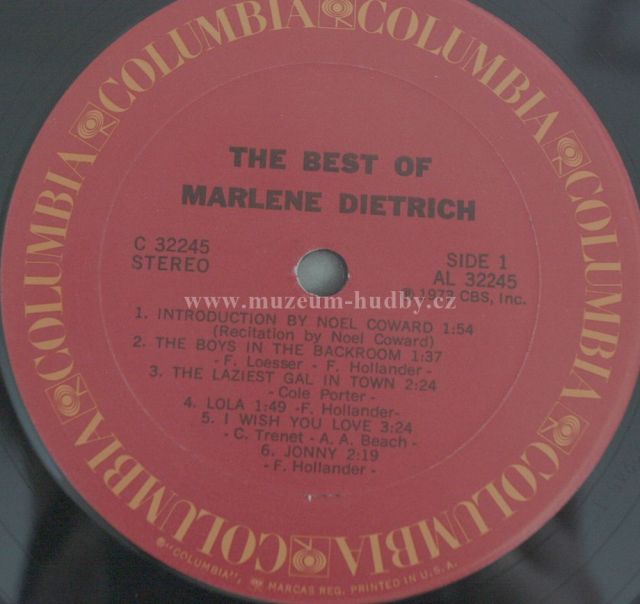 COLUMBIA COLUMBIA COLUMBIA COLUMBIA COLUMBIA COLUMBIA
THE BEST OF
MARLENE DIETRICH
C 32245
STEREO
SIDE 1
AL 32245
CBS, Inc.
www.muzeum-hudby.cz
1. INTRODUCTION BY NOEL COWARD 1:54
(Recitation by Noel Coward)
2. THE BOYS IN THE BACKROOM 1:37
- F. Loesser - F. Hollander -
3. THE LAZIEST GAL IN TOWN 2:24
- Cole Porter -
4. LOLA 1:49 -F. Hollander-
5. I WISH YOU LOVE 3:24
- C. Trenet - A. A. Beach -
6. JONNY 2:19
- F. Hollander -
"COLUMBIA", MARCAS REG. PRINTED IN U.S.A.